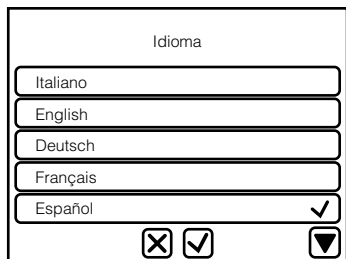 Idioma
Italiano
English
Deutsch
Français
Español